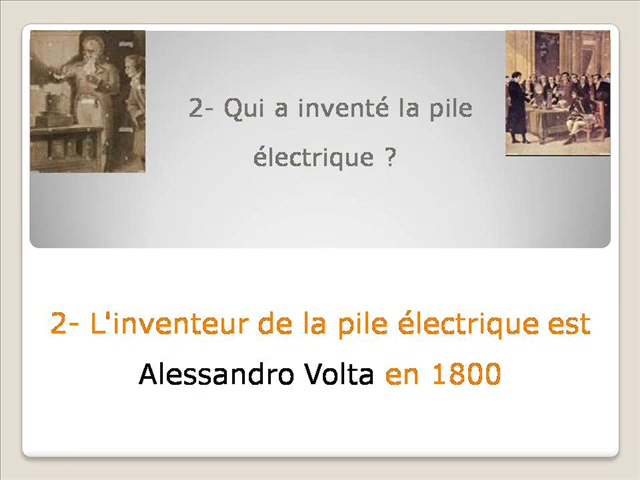 2- Qui a inventé la pile
électrique ?
2- L'inventeur de la pile électrique est
Alessandro Volta en 1800